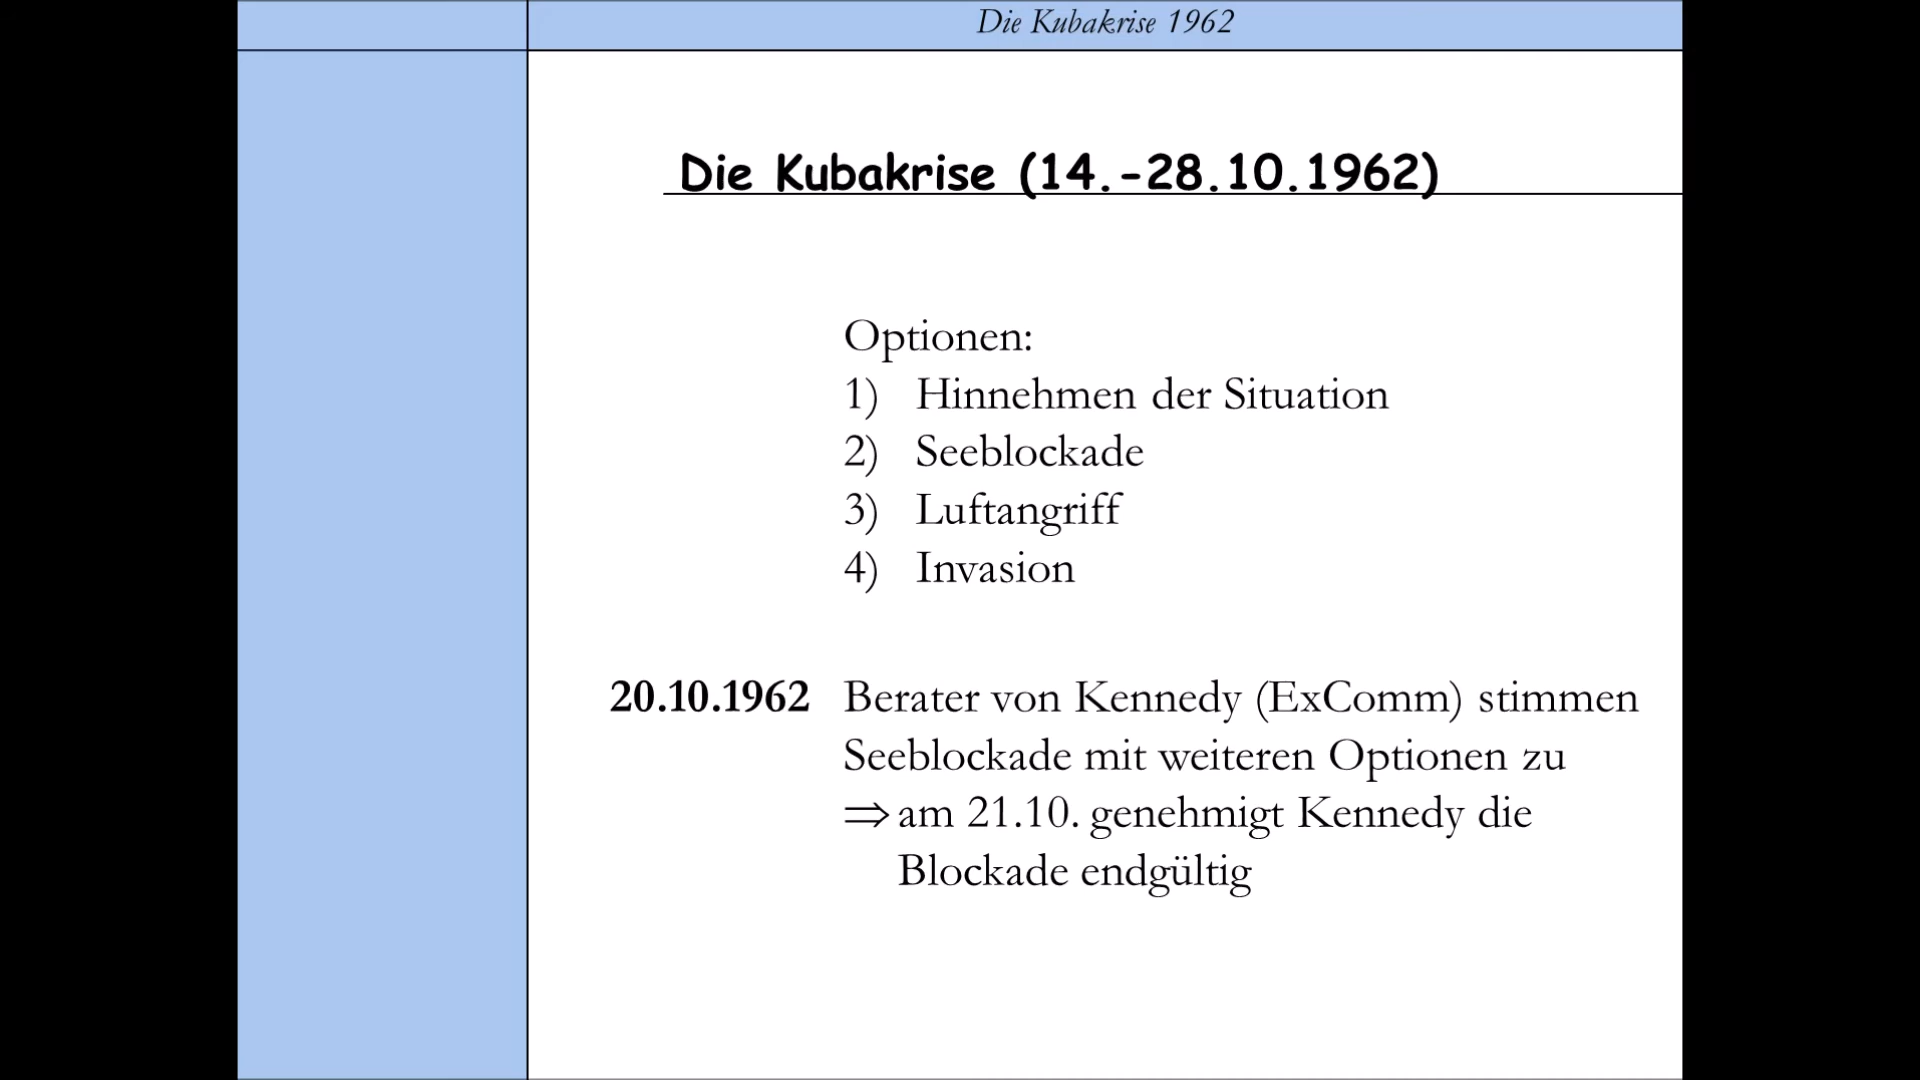 Die Kubakrise 1962
Die Kubakrise (14.-28.10.1962)
Optionen:
1) Hinnehmen der Situation
2) Seeblockade
3) Luftangriff
4) Invasion
20.10.1962 Berater von Kennedy (ExComm) stimmen
Seeblockade mit weiteren Optionen zu
⇒ am 21.10. genehmigt Kennedy die
Blockade endgültig